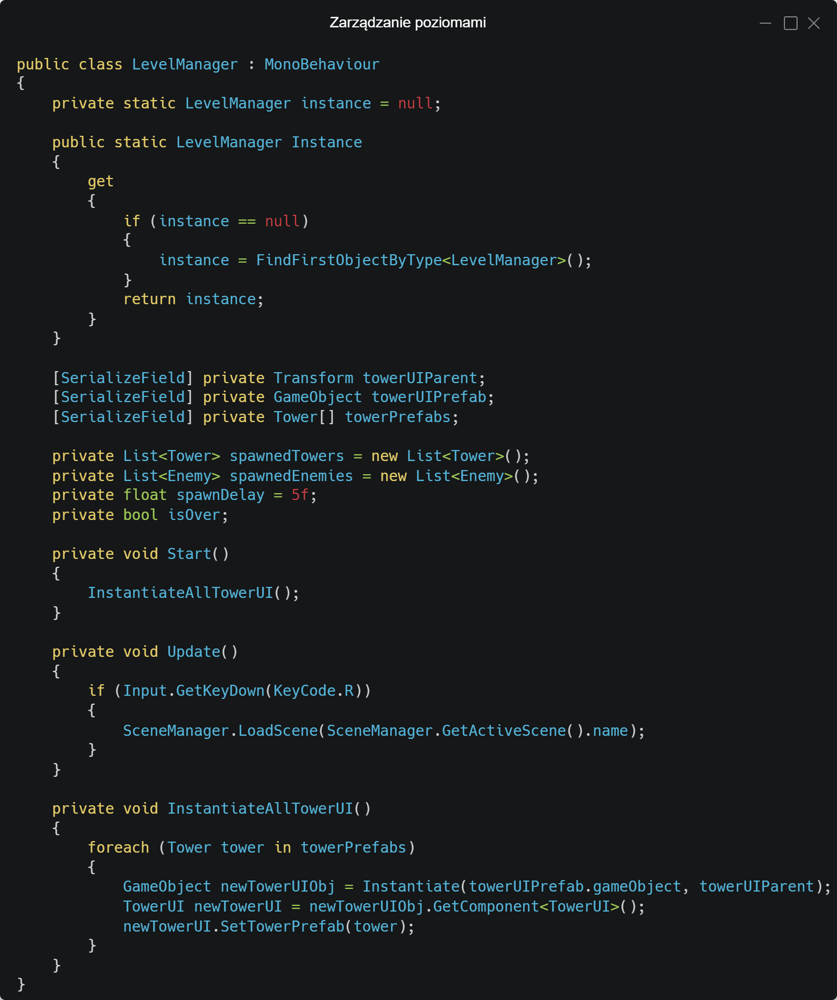 Zarządzanie poziomami
public class LevelManager : MonoBehaviour
{
    private static LevelManager instance = null;

    public static LevelManager Instance
    {
        get
        {
            if (instance == null)
            {
                instance = FindFirstObjectByType<LevelManager>();
            }
            return instance;
        }
    }

    [SerializeField] private Transform towerUIParent;
    [SerializeField] private GameObject towerUIPrefab;
    [SerializeField] private Tower[] towerPrefabs;

    private List<Tower> spawnedTowers = new List<Tower>();
    private List<Enemy> spawnedEnemies = new List<Enemy>();
    private float spawnDelay = 5f;
    private bool isOver;

    private void Start()
    {
        InstantiateAllTowerUI();
    }

    private void Update()
    {
        if (Input.GetKeyDown(KeyCode.R))
        {
            SceneManager.LoadScene(SceneManager.GetActiveScene().name);
        }
    }

    private void InstantiateAllTowerUI()
    {
        foreach (Tower tower in towerPrefabs)
        {
            GameObject newTowerUIObj = Instantiate(towerUIPrefab.gameObject, towerUIParent);
            TowerUI newTowerUI = newTowerUIObj.GetComponent<TowerUI>();
            newTowerUI.SetTowerPrefab(tower);
        }
    }
}